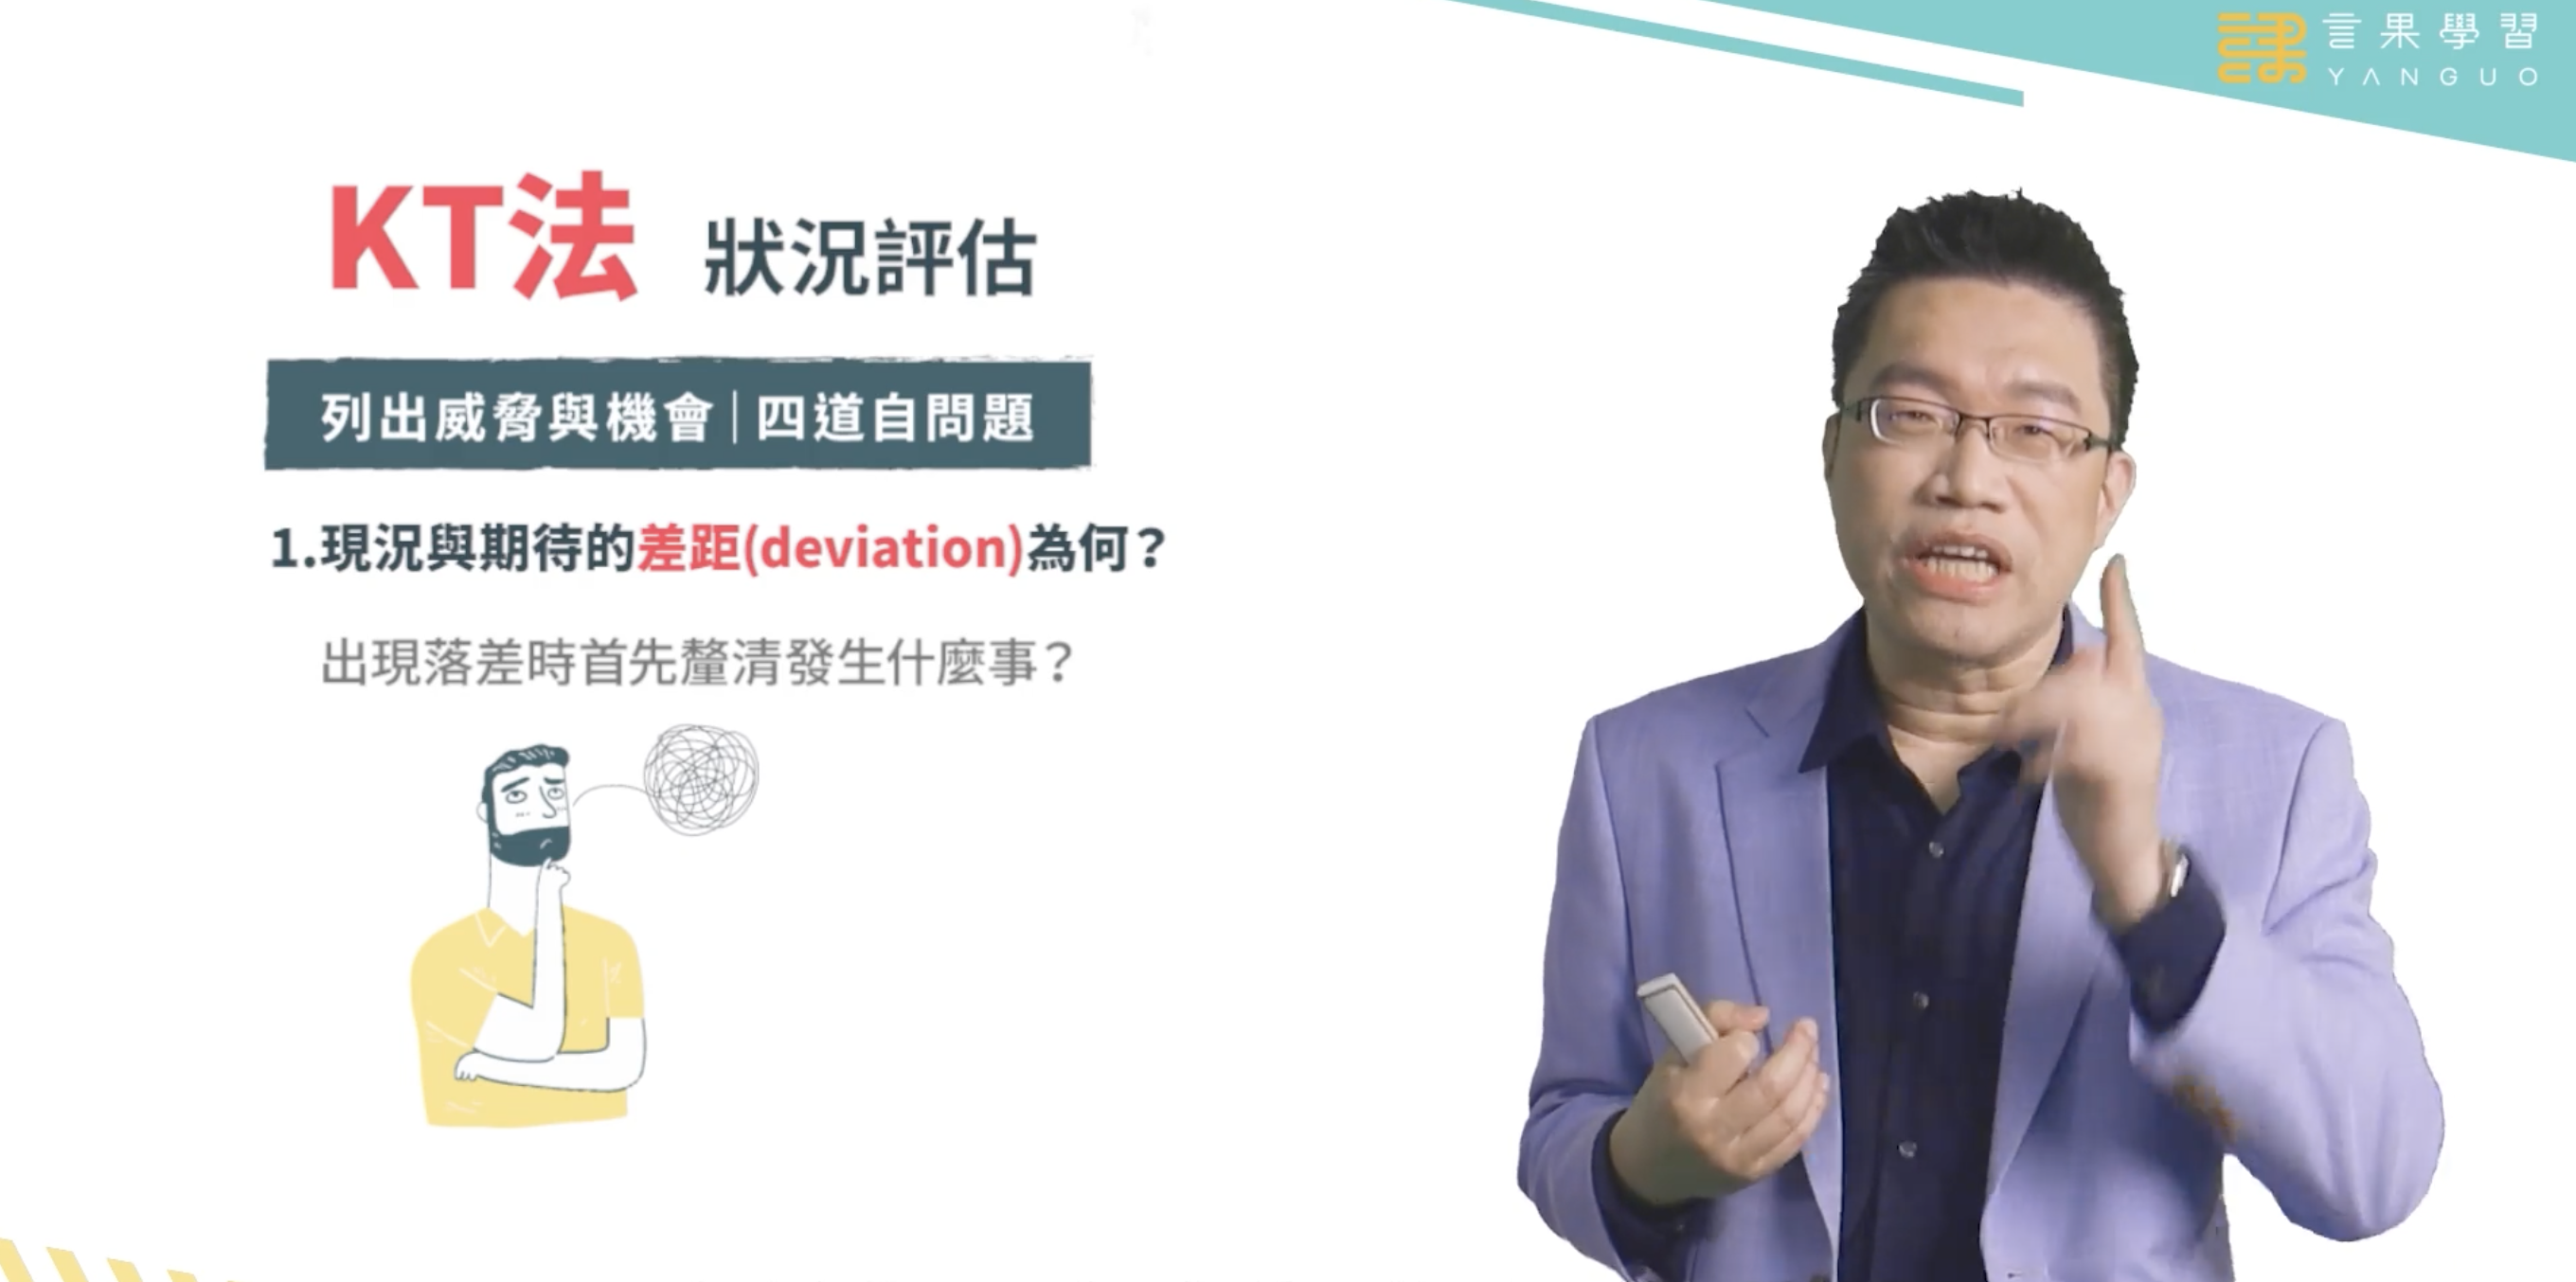 言果學習
YANGUO
KT法 狀況評估
列出威脅與機會|四道自問題
1.現況與期待的差距(deviation)為何?
出現落差時首先釐清發生什麼事?